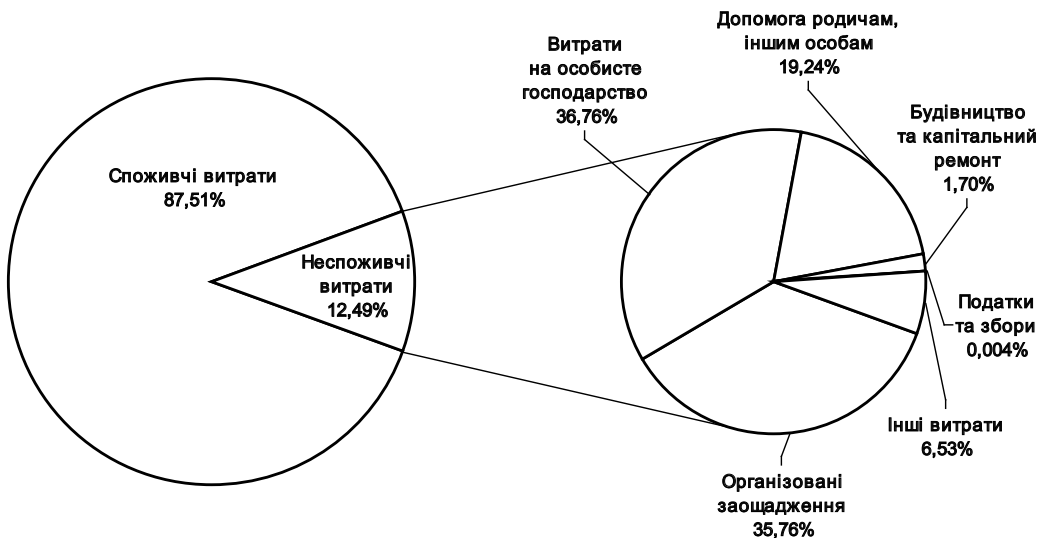 Споживчі витрати
87,51%
Неспоживчі
витрати
12,49%
Витрати
на особисте
господарство
36,76%
Допомога родичам,
іншим особам
19,24%
Будівництво
та капітальний
ремонт
1,70%
Податки
та збори
0,004%
Інші витрати
6,53%
Організовані
заощадження
35,76%